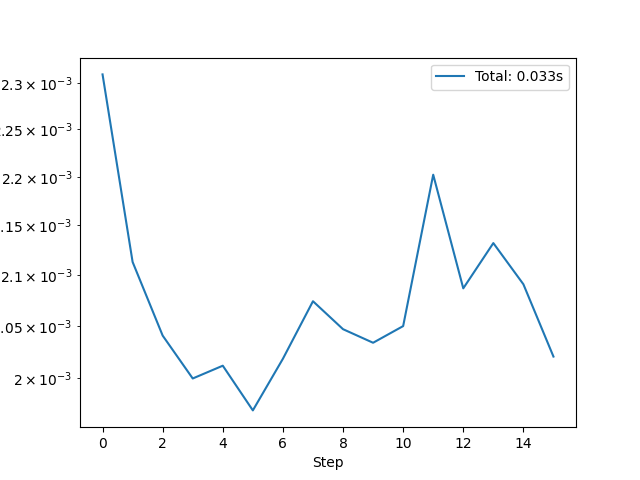 Total: 0.033s
2.3 × 10⁻³
.25 × 10⁻³
2.2 × 10⁻³
.15 × 10⁻³
2.1 × 10⁻³
.05 × 10⁻³
2 × 10⁻³
0 2 4 6 8 10 12 14
Step